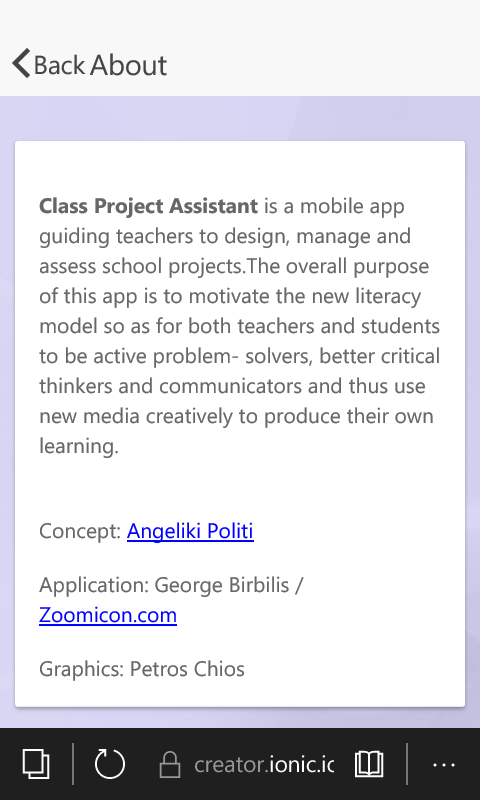 Back About
Class Project Assistant is a mobile app
guiding teachers to design, manage and
assess school projects.The overall purpose
of this app is to motivate the new literacy
model so as for both teachers and students
to be active problem- solvers, better critical
thinkers and communicators and thus use
new media creatively to produce their own
learning.
Concept: Angeliki Politi
Application: George Birbilis /
Zoomicon.com
Graphics: Petros Chios
creator.ionic.ic